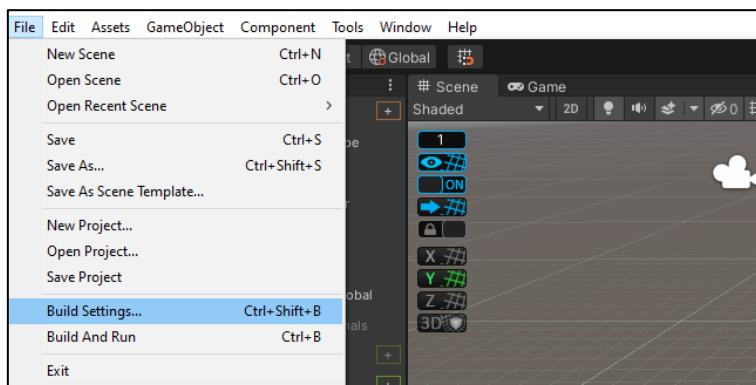 File Edit Assets GameObject Component Tools Window Help
New Scene Ctrl+N
Open Scene Ctrl+O
Open Recent Scene >
Save Ctrl+S
Save As... Ctrl+Shift+S
Save As Scene Template...
New Project...
Open Project...
Save Project
Build Settings... Ctrl+Shift+B
Build And Run Ctrl+B
Exit
Global
Scene Game
Shaded 2D 0
1
ON
X
Y
Z
3D